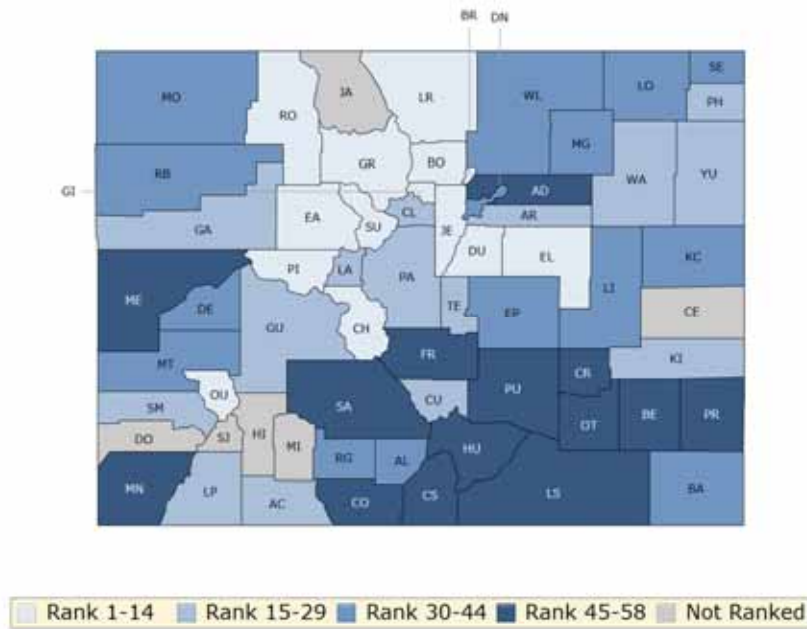 BR DN
MO
RO
JA
LR
WL
LO
SE
PH
GR
BO
MG
RB
WA
YU
GI
AD
EA
SU
CL
JE
AR
GA
DU
EL
PI
LA
PA
LI
KC
ME
DE
GU
CH
TE
EP
CE
MT
FR
KI
OU
CR
SM
SA
CU
PU
OT
BE
PR
DO
SJ
HI
MI
HU
RG
AL
MN
LP
AC
CO
CS
LS
BA
Rank 1-14 Rank 15-29 Rank 30-44 Rank 45-58 Not Ranked